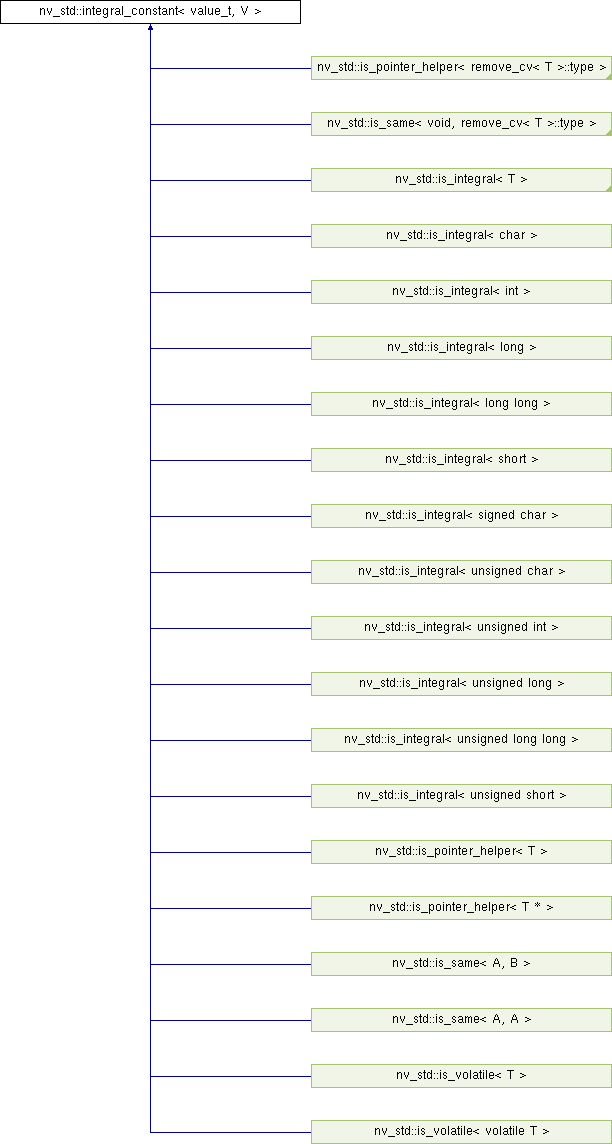 nv_std::integral_constant< value_t, V >
nv_std::is_pointer_helper< remove_cv< T >::type >
nv_std::is_same< void, remove_cv< T >::type >
nv_std::is_integral< T >
nv_std::is_integral< char >
nv_std::is_integral< int >
nv_std::is_integral< long >
nv_std::is_integral< long long >
nv_std::is_integral< short >
nv_std::is_integral< signed char >
nv_std::is_integral< unsigned char >
nv_std::is_integral< unsigned int >
nv_std::is_integral< unsigned long >
nv_std::is_integral< unsigned long long >
nv_std::is_integral< unsigned short >
nv_std::is_pointer_helper< T >
nv_std::is_pointer_helper< T * >
nv_std::is_same< A, B >
nv_std::is_same< A, A >
nv_std::is_volatile< T >
nv_std::is_volatile< volatile T >